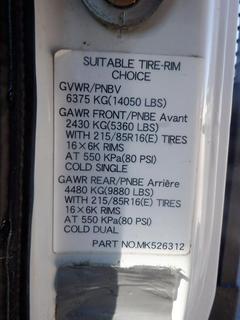 SUITABLE TIRE-RIM
CHOICE
GVWR/PNBV
6375 KG(14050 LBS)
GAWR FRONT/PNBE Avant
2430 KG(5360 LBS)
WITH 215/85R16(E) TIRES
16×6K RIMS
AT 550 KPa(80 PSI)
COLD SINGLE
GAWR REAR/PNBE Arrière
4480 KG(9880 LBS)
WITH 215/85R16(E) TIRES
16×6K RIMS
AT 550 KPa(80 PSI)
COLD DUAL
PART NO.MK526312